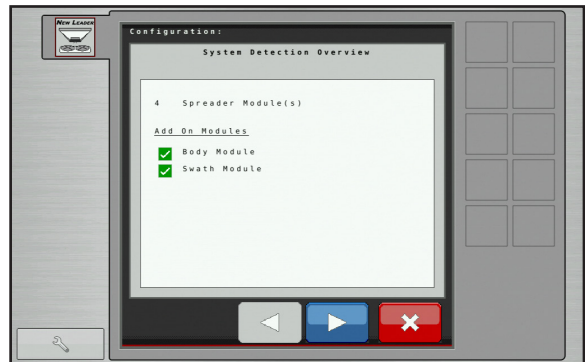 New Leader
Configuration:
System Detection Overview
4 Spreader Module(s)
Add On Modules
Body Module
Swath Module